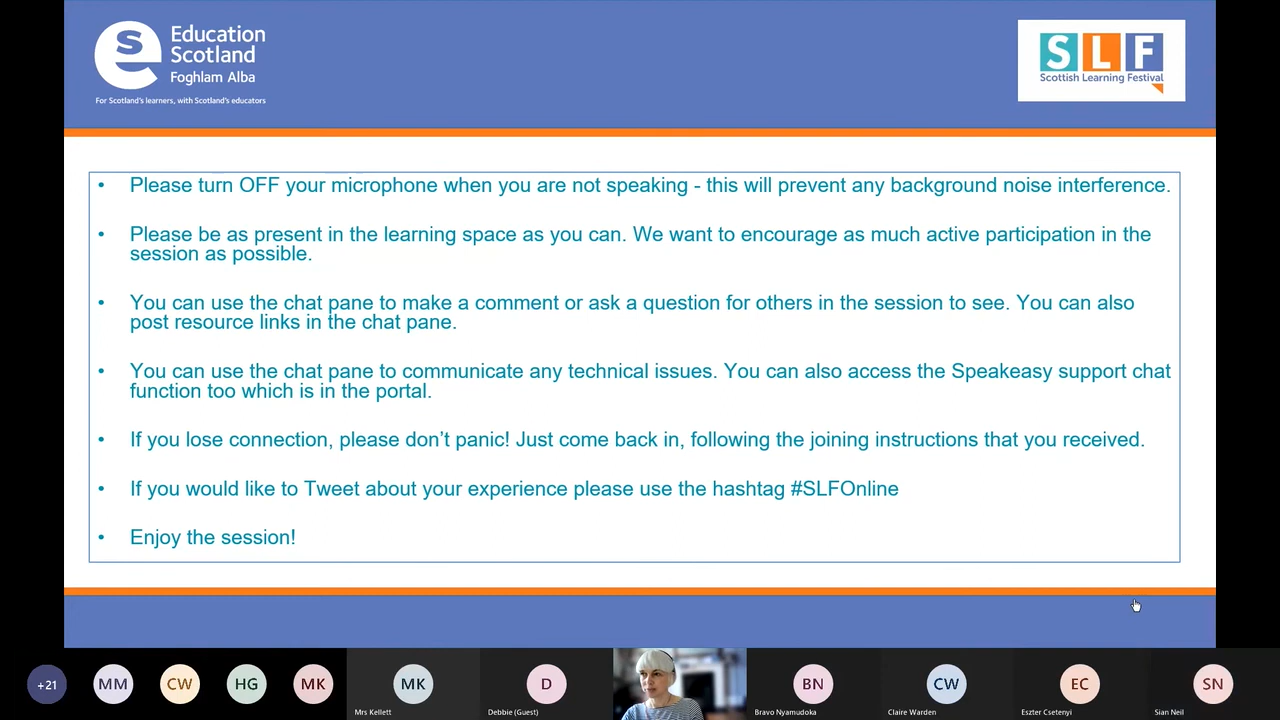 Education
Scotland
Foghlam Alba
For Scotland's learners, with Scotland's educators
SLF
Scottish Learning Festival
• Please turn OFF your microphone when you are not speaking - this will prevent any background noise interference.
• Please be as present in the learning space as you can. We want to encourage as much active participation in the
session as possible.
• You can use the chat pane to make a comment or ask a question for others in the session to see. You can also
post resource links in the chat pane.
• You can use the chat pane to communicate any technical issues. You can also access the Speakeasy support chat
function too which is in the portal.
• If you lose connection, please don't panic! Just come back in, following the joining instructions that you received.
• If you would like to Tweet about your experience please use the hashtag #SLFOnline
• Enjoy the session!
+21 MM CW HG MK MK D BN CW EC SN
Mrs Kellett Debbie (Guest) Bravo Nyamudoka Claire Warden Eszter Csetenyi Sian Neil